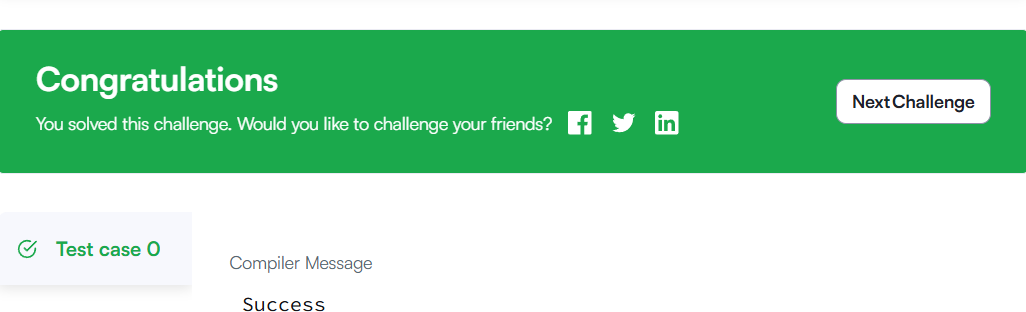 Congratulations
You solved this challenge. Would you like to challenge your friends?
Next Challenge
Test case 0
Compiler Message
Success